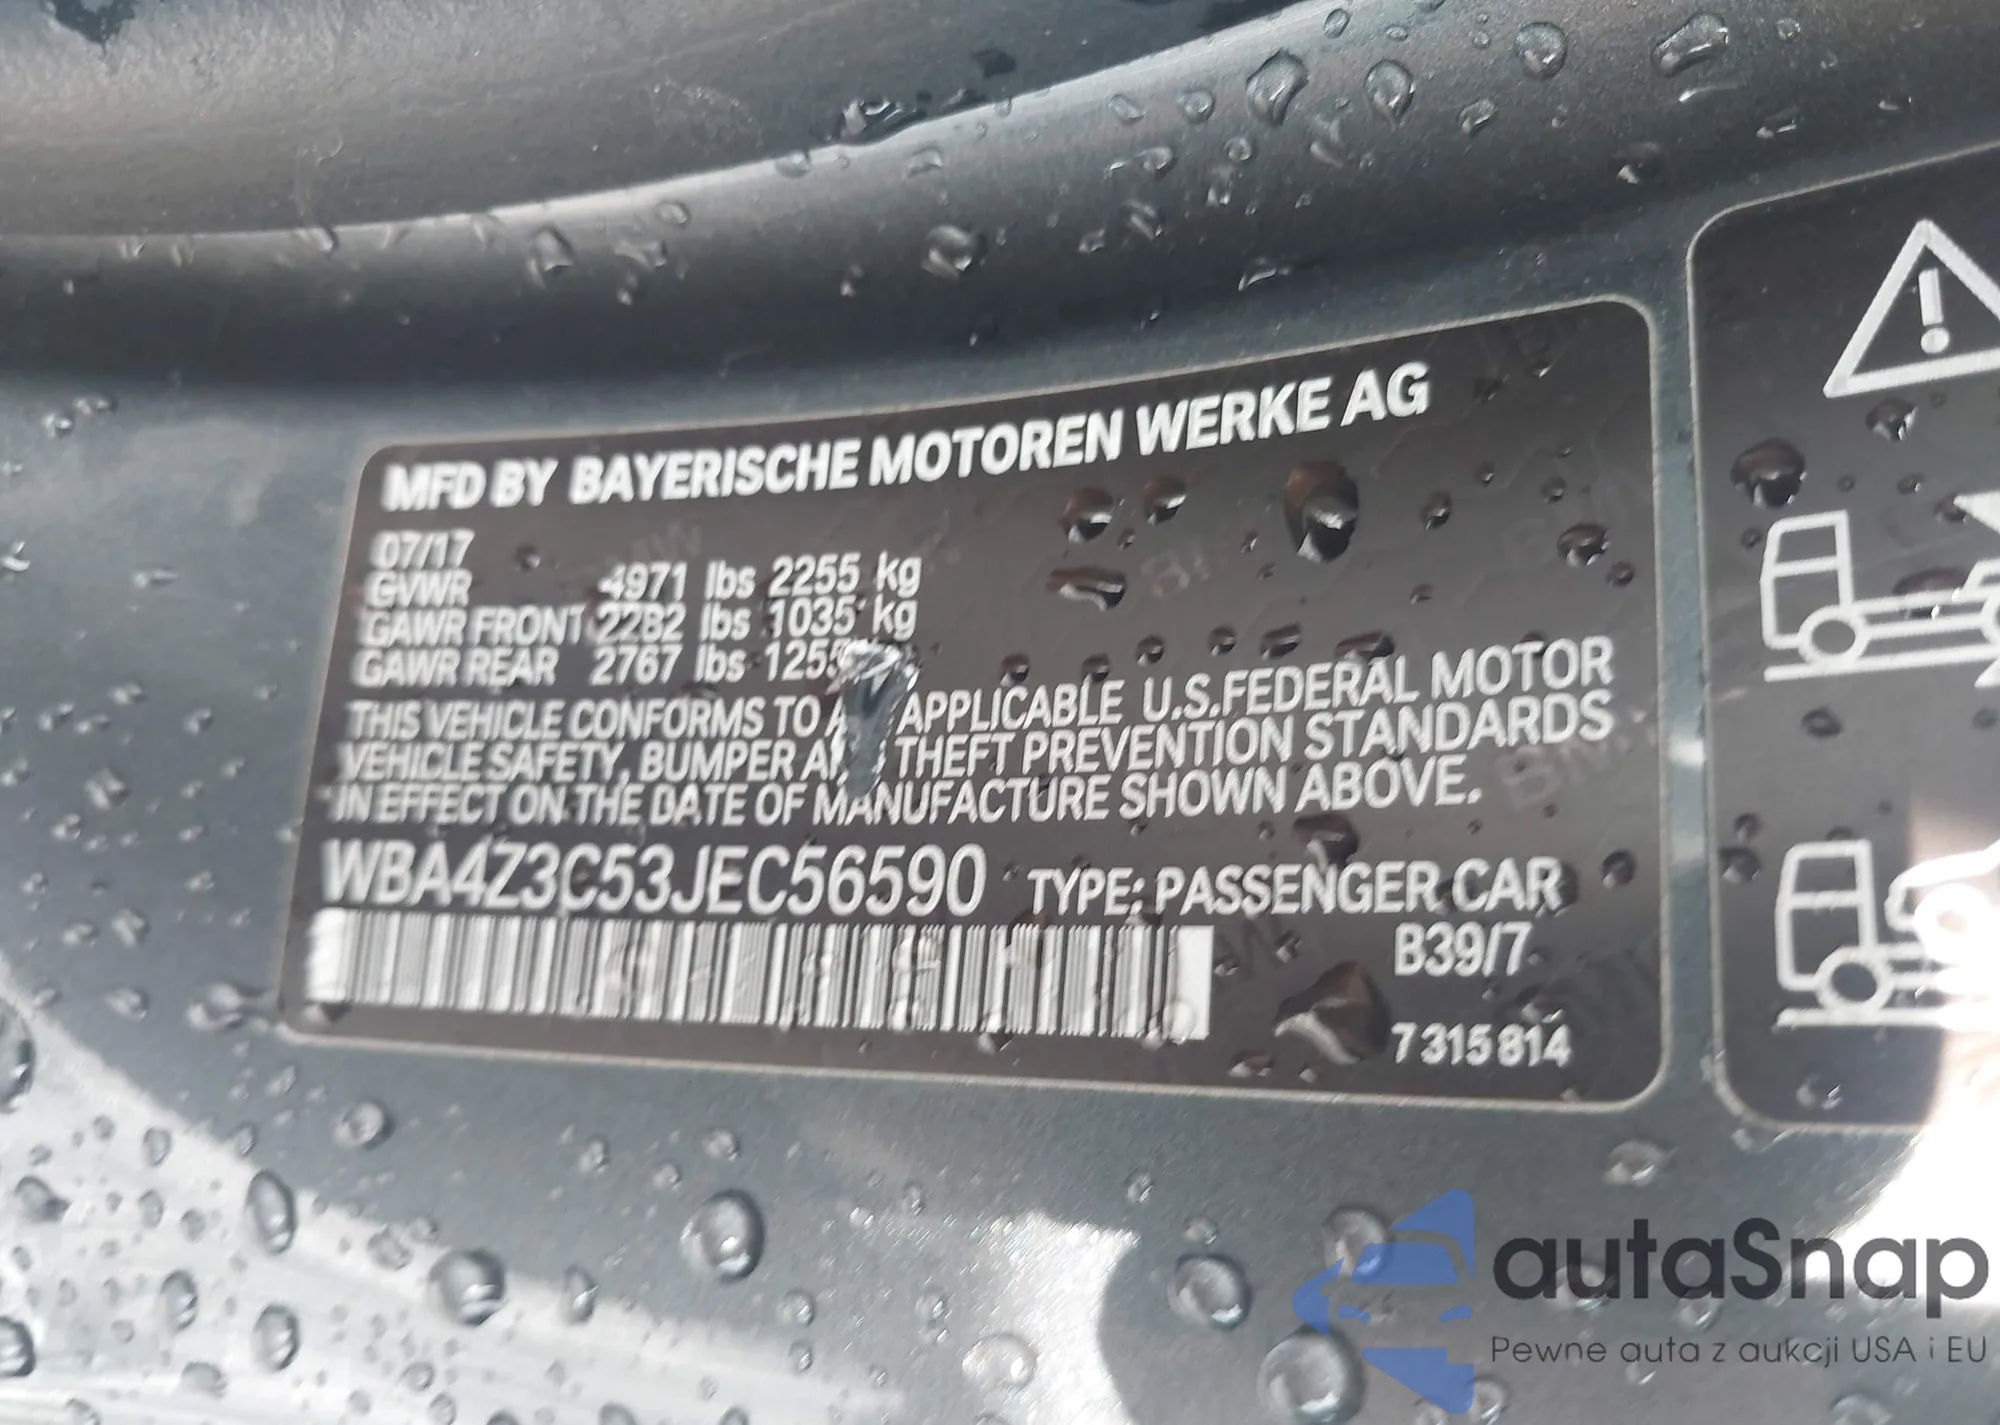 MFD BY BAYERISCHE MOTOREN WERKE AG
07/17
GVWR 4971 lbs 2255 kg
GAWR FRONT 2282 lbs 1035 kg
GAWR REAR 2767 lbs 1255
THIS VEHICLE CONFORMS TO APPLICABLE U.S.FEDERAL MOTOR
VEHICLE SAFETY, BUMPER THEFT PREVENTION STANDARDS
IN EFFECT ON THE DATE OF MANUFACTURE SHOWN ABOVE.
WBA4Z3C53JEC56590 TYPE: PASSENGER CAR
B39/7
7315814
autaSnap
Pewne auta z aukcji USA i EU